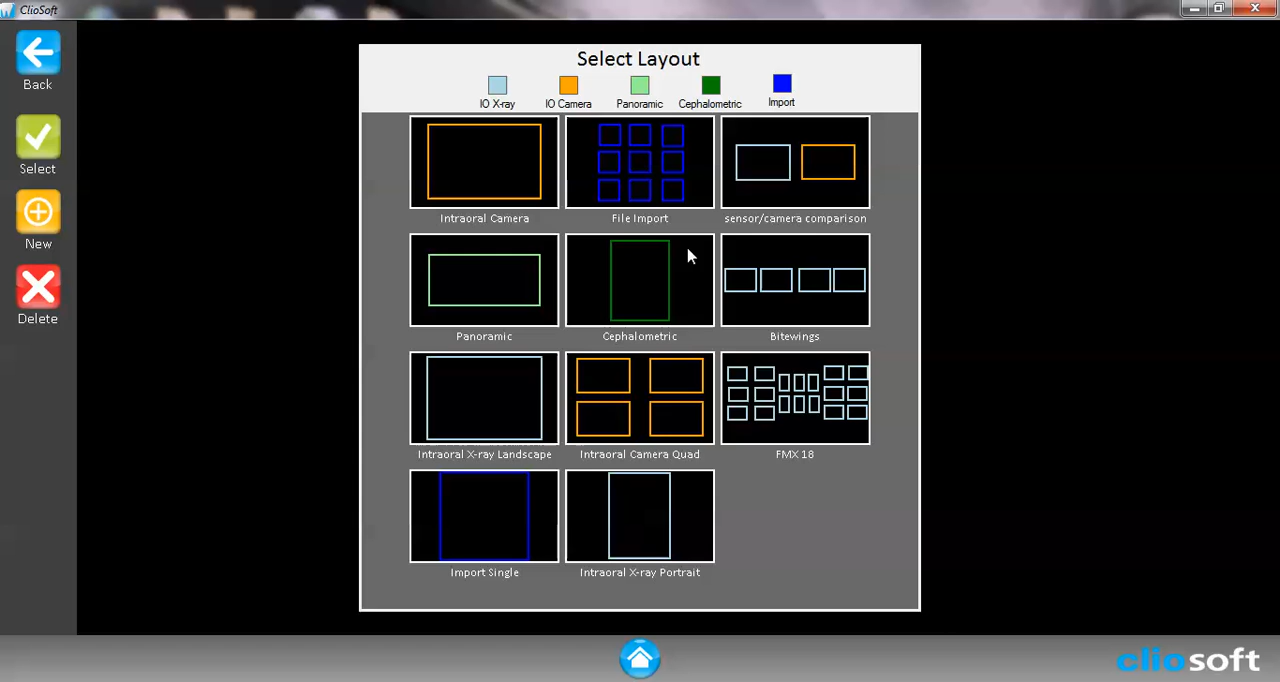 ClioSoft
Back
Select
New
Delete
Select Layout
IO X-ray
IO Camera
Panoramic
Cephalometric
Import
Intraoral Camera
File Import
sensor/camera comparison
Panoramic
Cephalometric
Bitewings
Intraoral X-ray Landscape
Intraoral Camera Quad
FMX 18
Import Single
Intraoral X-ray Portrait
cliosoft